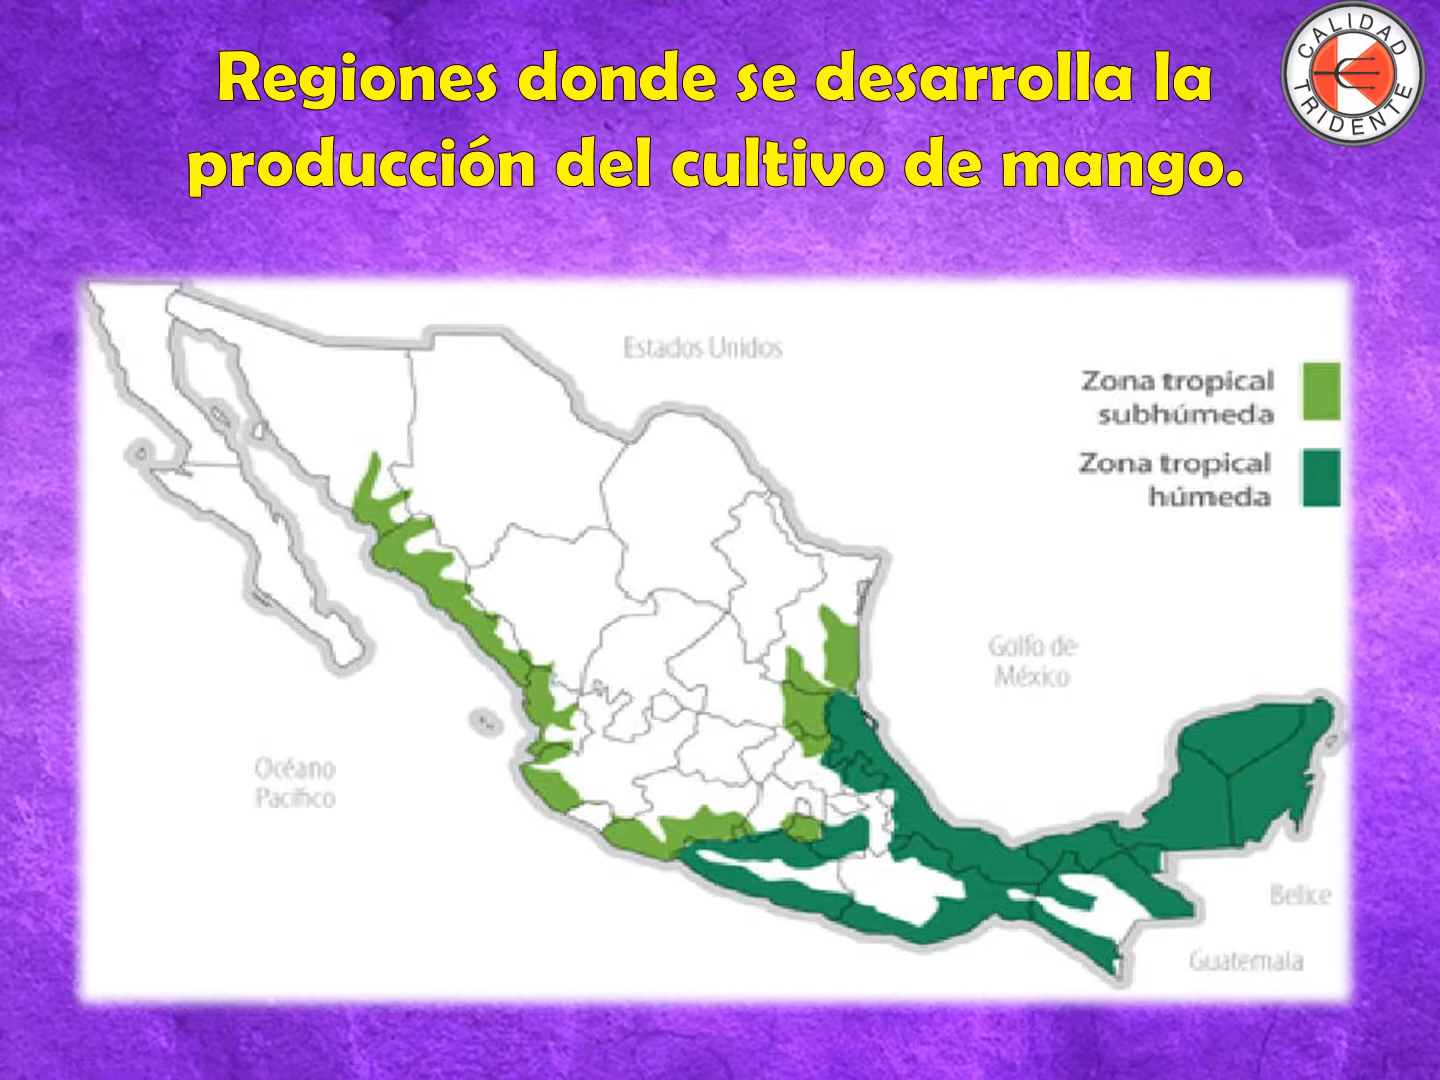 Regiones donde se desarrolla la
producción del cultivo de mango.
CALIDAD
TRIDENTE
Estados Unidos
Zona tropical
subhúmeda
Zona tropical
húmeda
Golfo de
México
Océano
Pacífico
Belice
Guatemala